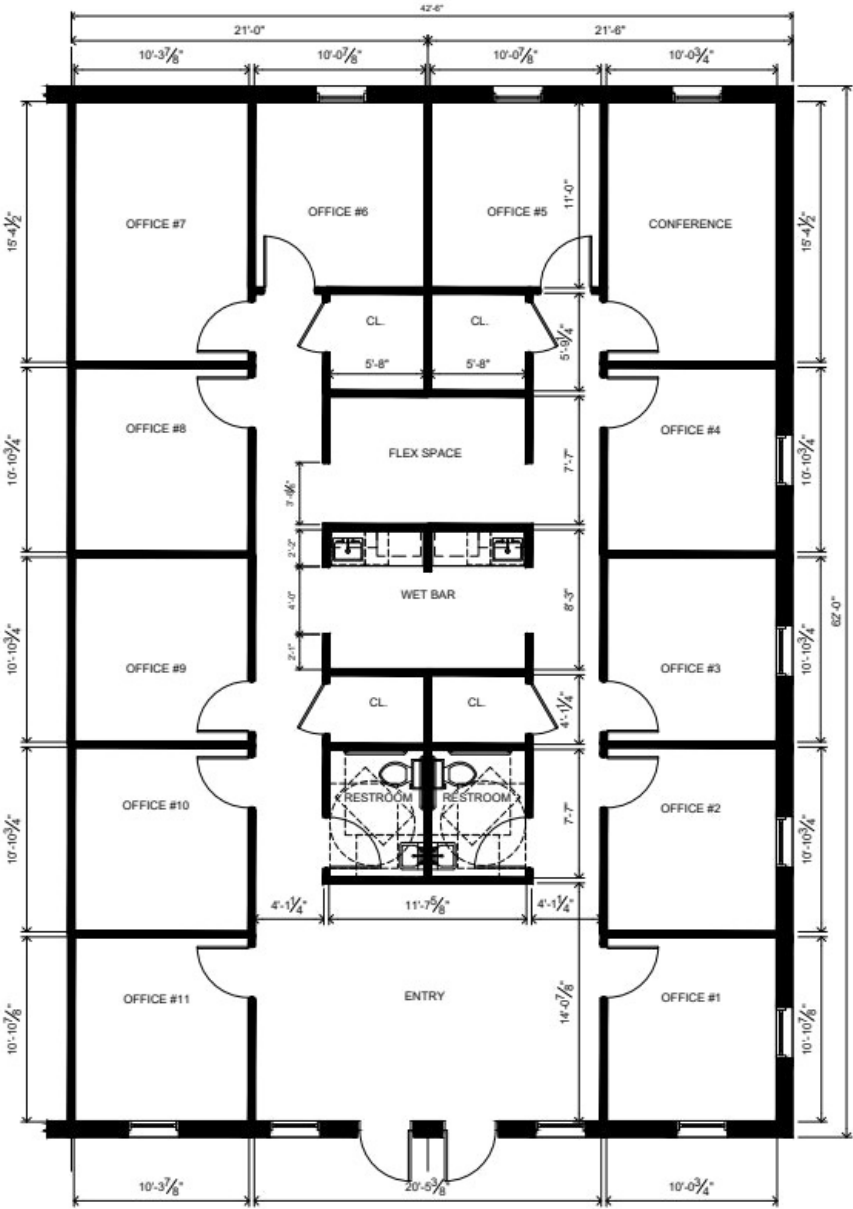 42'-6"
21'-0" 21'-6"
10'-3⅞" 10'-0⅞" 10'-0⅞" 10'-0¾"
15'-4½" OFFICE #7 OFFICE #6 OFFICE #5 11'-0" CONFERENCE 15'-4½"
CL. CL. 5'-9¼"
5'-8" 5'-8"
10'-10¾" OFFICE #8 FLEX SPACE 7'-7" OFFICE #4 10'-10¾"
2'-2"
4'-0" WET BAR 8'-3" 62'-0"
10'-10¾" OFFICE #9 2'-1" OFFICE #3 10'-10¾"
CL. CL. 4'-1¼"
10'-10¾" OFFICE #10 RESTROOM RESTROOM 7'-7" OFFICE #2 10'-10¾"
4'-1¼" 11'-7⅝" 4'-1¼"
10'-10⅞" OFFICE #11 ENTRY 14'-0⅞" OFFICE #1 10'-10⅞"
10'-3⅞" 20'-5⅜" 10'-0¾"